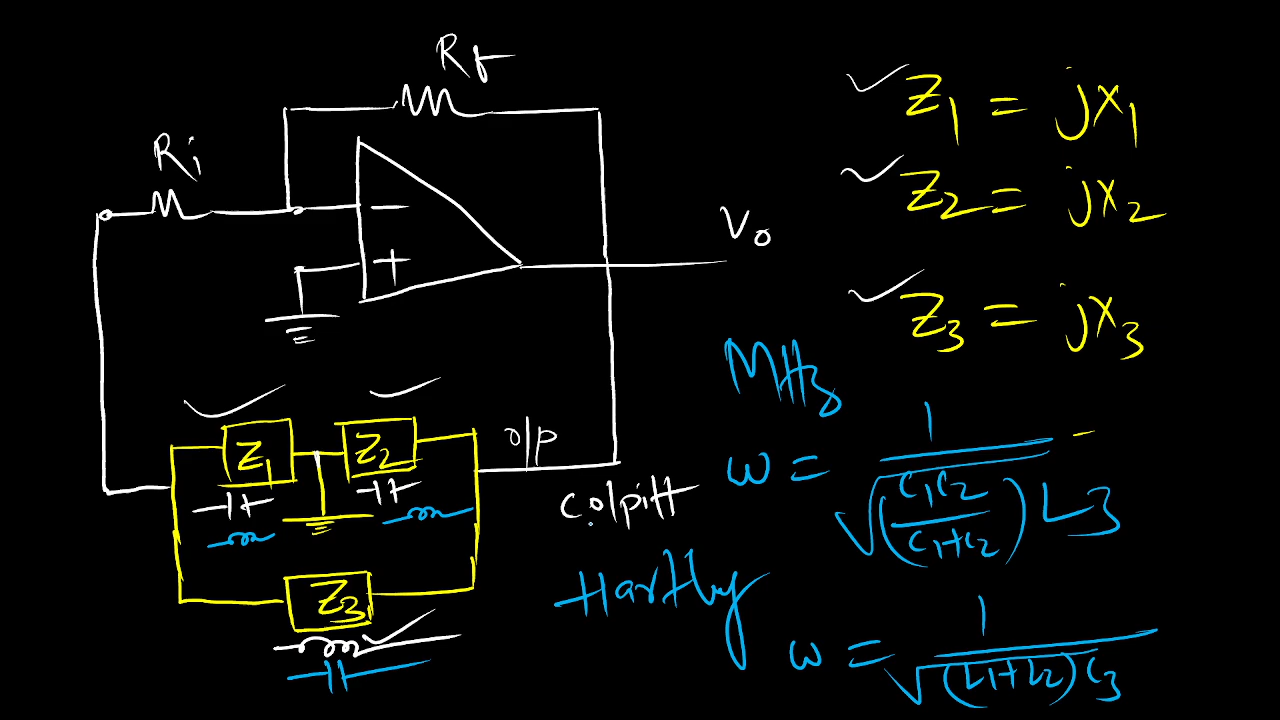 Rf
Ri
−
+
Vo
Z1 = jx1
Z2 = jx2
Z3 = jx3
Z1
Z2
o/p
Z3
Colpitt
Hartly
MHz
ω = 1/√((C1C2/C1+C2) L3)
ω = 1/√((L1+L2)C3)